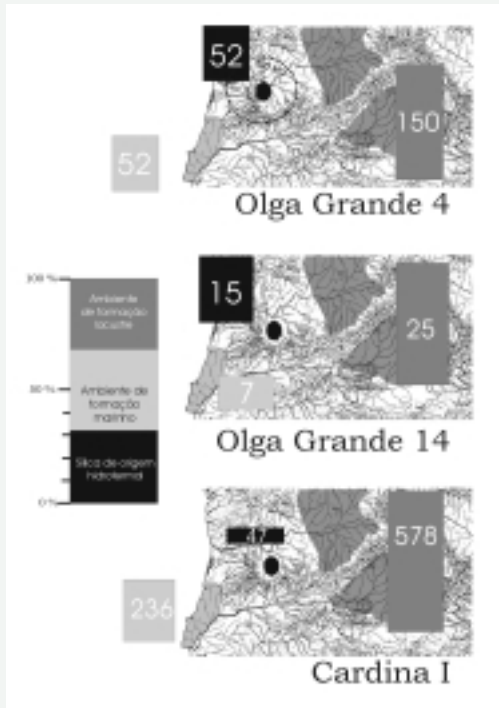 52
52
150
Olga Grande 4
15
25
7
Olga Grande 14
100 %
Ambiente
de formação
lacustre
50 %
Ambiente de
formação
marinho
Sílica de origem
hidrotermal
0 %
47
578
236
Cardina I